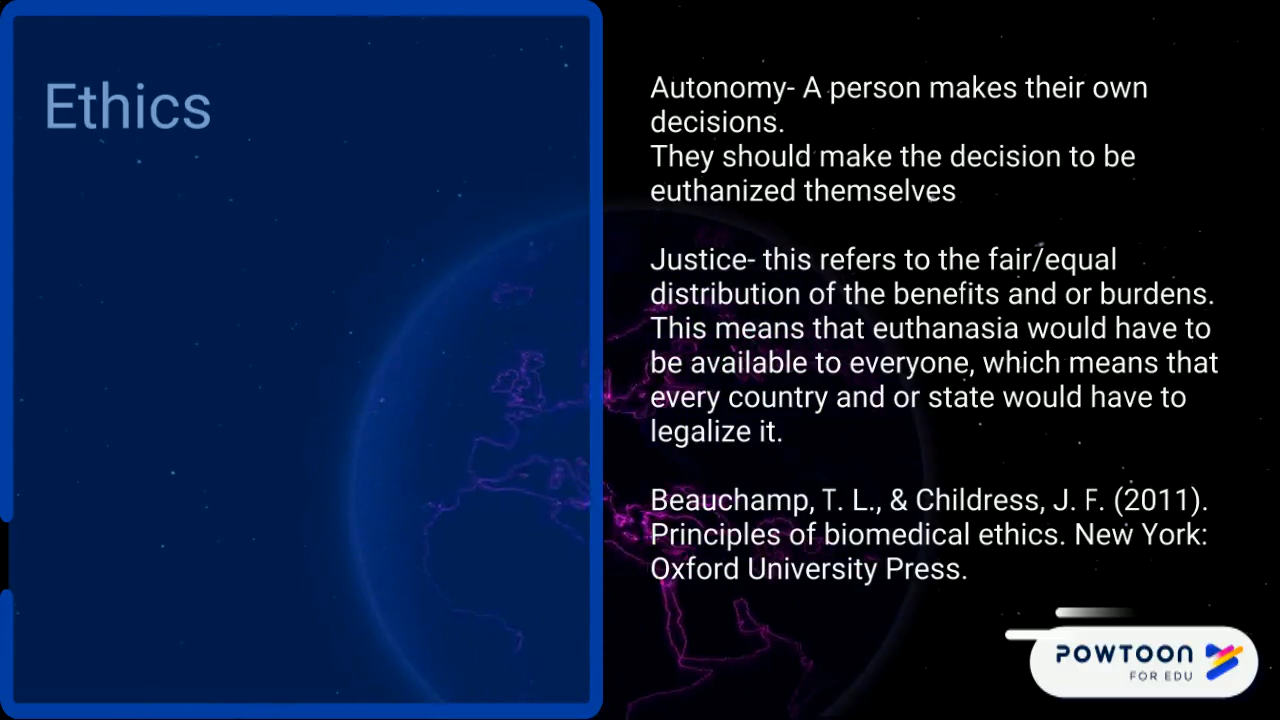 Ethics
Autonomy- A person makes their own
decisions.
They should make the decision to be
euthanized themselves
Justice- this refers to the fair/equal
distribution of the benefits and or burdens.
This means that euthanasia would have to
be available to everyone, which means that
every country and or state would have to
legalize it.
Beauchamp, T. L., & Childress, J. F. (2011).
Principles of biomedical ethics. New York:
Oxford University Press.
POWTOON
FOR EDU